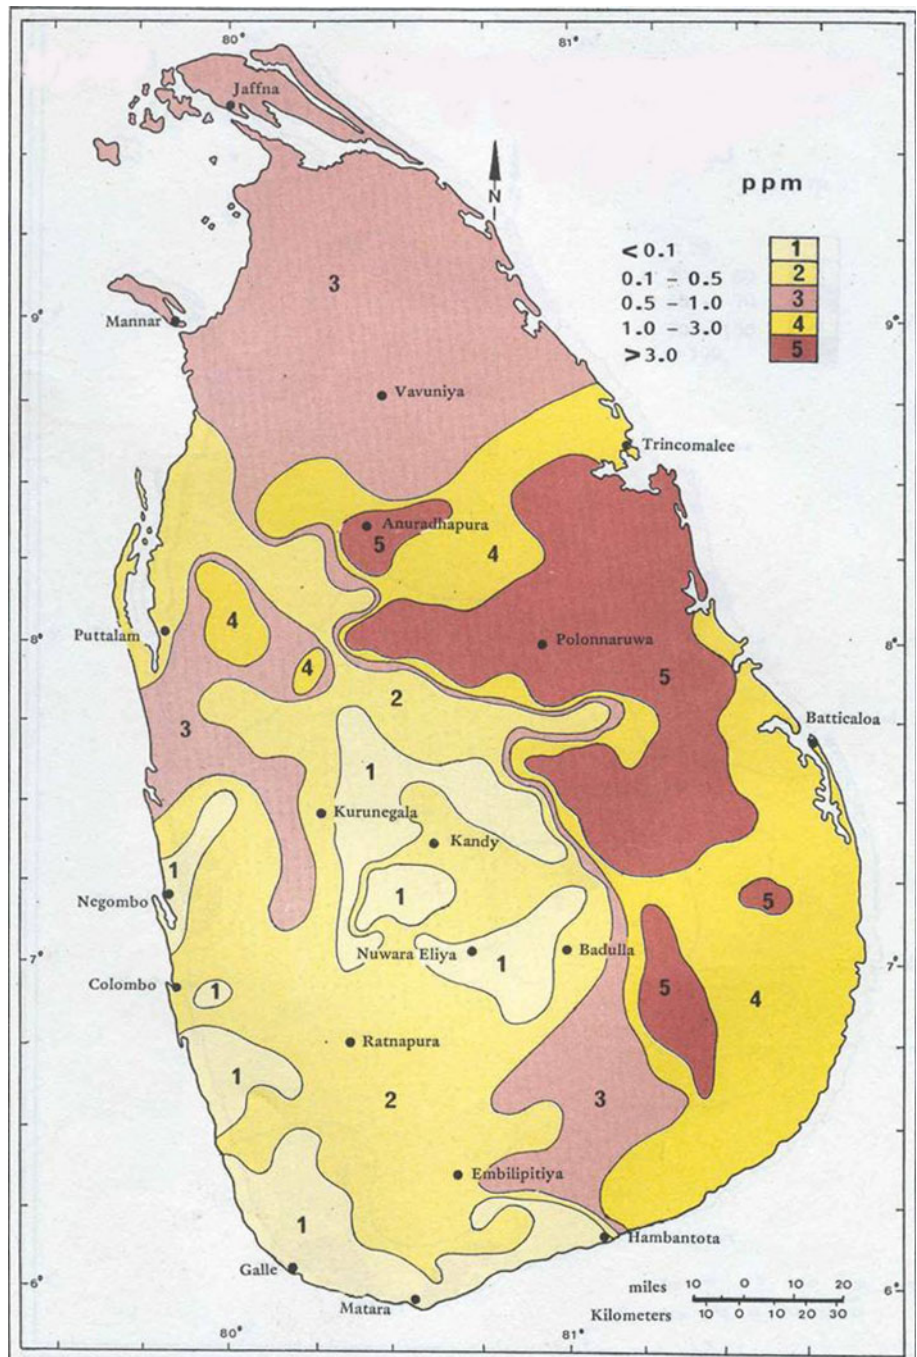 80°
81°
Jaffna
N
ppm
< 0.1
1
0.1 – 0.5
2
0.5 – 1.0
3
1.0 – 3.0
4
> 3.0
5
3
9°
9°
Mannar
Vavuniya
Trincomalee
Anuradhapura
5
4
4
8°
8°
Puttalam
Polonnaruwa
4
5
2
3
Batticaloa
1
Kurunegala
Kandy
1
1
5
Negombo
7°
7°
Nuwara Eliya
1
Badulla
Colombo
1
5
4
Ratnapura
1
2
3
Embilipitiya
1
Hambantota
Galle
6°
6°
miles 10 0 10 20
Matara
Kilometers 10 0 10 20 30
80°
81°